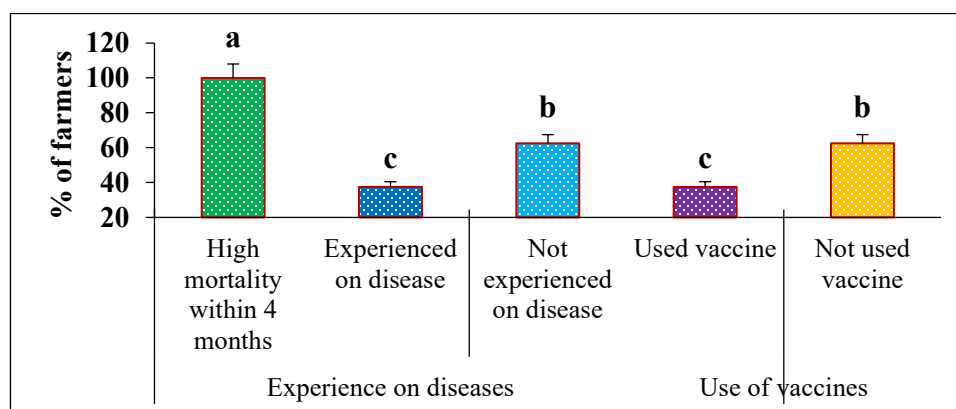 % of farmers
120
100
80
60
40
20
a
c
b
c
b
High
mortality
within 4
months
Experienced
on disease
Not
experienced
on disease
Used vaccine
Not used
vaccine
Experience on diseases
Use of vaccines